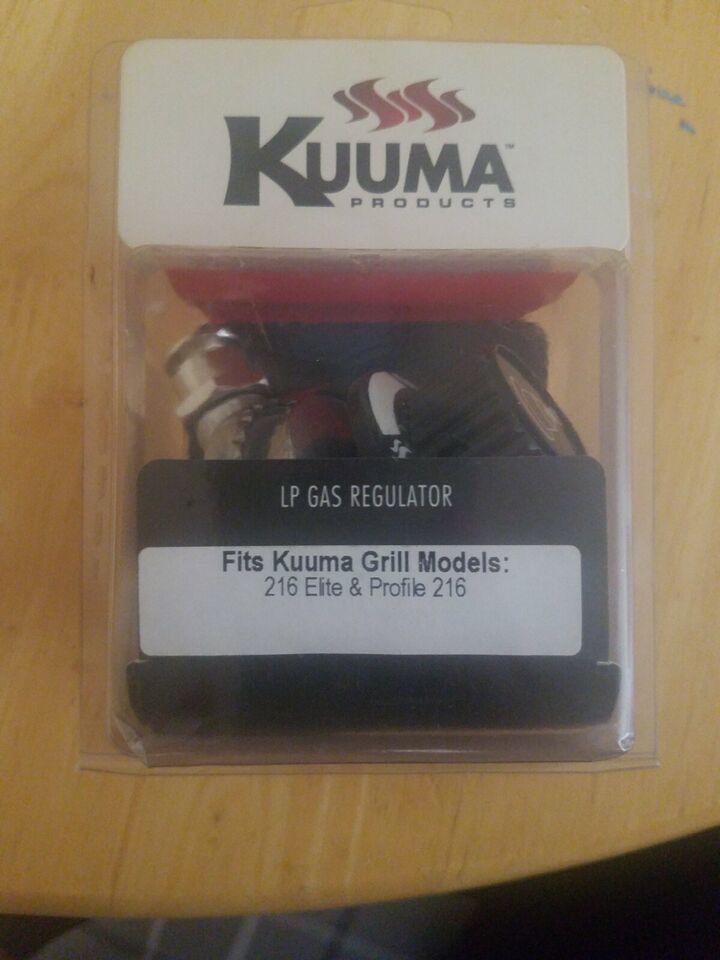 KUUMA™
PRODUCTS
LP GAS REGULATOR
Fits Kuuma Grill Models:
216 Elite & Profile 216